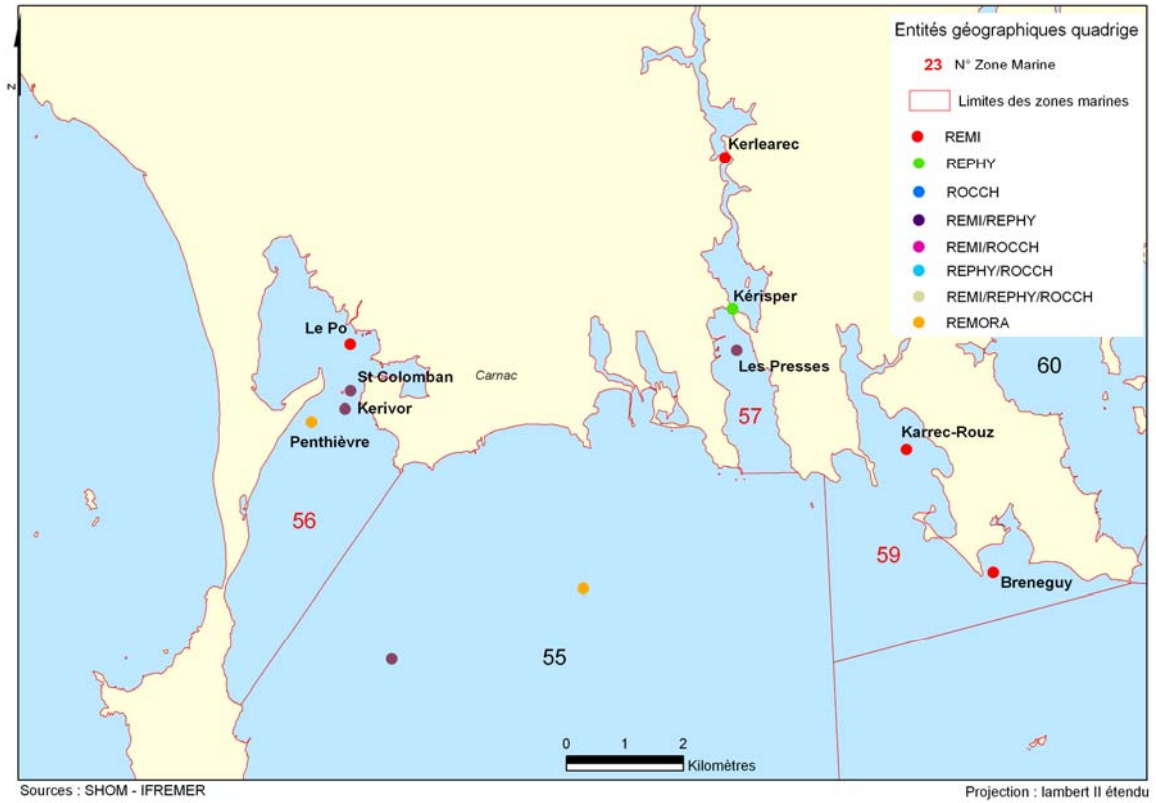 Entités géographiques quadrige
23 N° Zone Marine
Limites des zones marines
REMI
REPHY
ROCCH
REMI/REPHY
REMI/ROCCH
REPHY/ROCCH
REMI/REPHY/ROCCH
REMORA
z
Kerlearec
Kérisper
Le Po
60
Les Presses
St Colomban
Carnac
Kerivor
57
Karrec-Rouz
Penthièvre
56
59
Breneguy
55
0 1 2
Kilomètres
Sources : SHOM - IFREMER
Projection : lambert II étendu